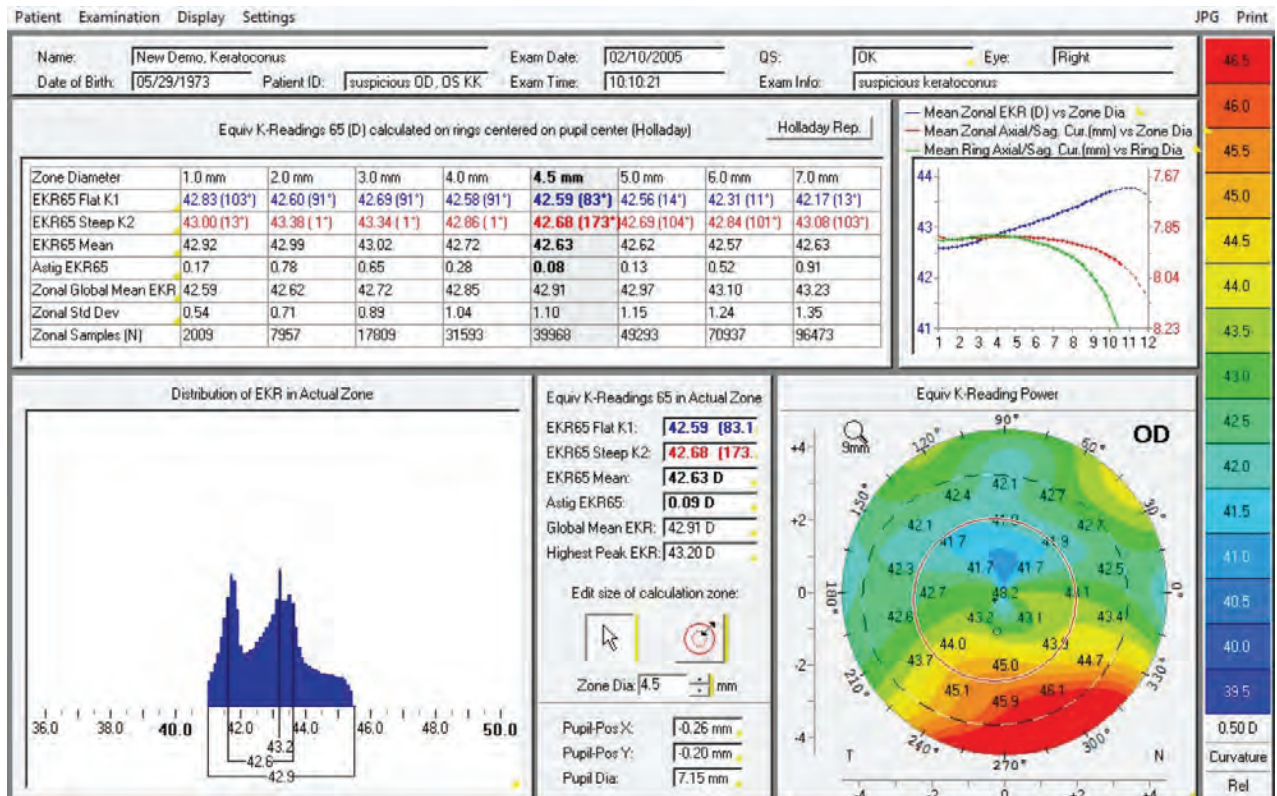 Patient Examination Display Settings JPG Print
Name: New Demo, Keratoconus Exam Date: 02/10/2005 QS: OK Eye: Right
Date of Birth: 05/29/1973 Patient ID: suspicious OD, OS KK Exam Time: 10:10:21 Exam Info: suspicious keratoconus
Equiv K-Readings 65 (D) calculated on rings centered on pupil center (Holladay) Holladay Rep.
Zone Diameter 1.0 mm 2.0 mm 3.0 mm 4.0 mm 4.5 mm 5.0 mm 6.0 mm 7.0 mm
EKR65 Flat K1 42.83 (103°) 42.60 (91°) 42.69 (91°) 42.58 (91°) 42.59 (83°) 42.56 (14°) 42.31 (11°) 42.17 (13°)
EKR65 Steep K2 43.00 (13°) 43.38 ( 1°) 43.34 ( 1°) 42.86 ( 1°) 42.68 (173°) 42.69 (104°) 42.84 (101°) 43.08 (103°)
EKR65 Mean 42.92 42.99 43.02 42.72 42.63 42.62 42.57 42.63
Astig EKR65 0.17 0.78 0.65 0.28 0.08 0.13 0.52 0.91
Zonal Global Mean EKR 42.59 42.62 42.72 42.85 42.91 42.97 43.10 43.23
Zonal Std Dev 0.54 0.71 0.89 1.04 1.10 1.15 1.24 1.35
Zonal Samples (N) 2009 7957 17809 31593 39968 49293 70937 96473
Mean Zonal EKR (D) vs Zone Dia
Mean Zonal Axial/Sag. Cur.(mm) vs Zone Dia
Mean Ring Axial/Sag. Cur.(mm) vs Ring Dia
44 7.67
43 7.85
42 8.04
41 8.23
1 2 3 4 5 6 7 8 9 10 11 12
Distribution of EKR in Actual Zone
36.0 38.0 40.0 42.0 44.0 46.0 48.0 50.0
43.2
42.6
42.9
Equiv K-Readings 65 in Actual Zone
EKR65 Flat K1: 42.59 (83.1
EKR65 Steep K2: 42.68 (173.
EKR65 Mean: 42.63 D
Astig EKR65: 0.09 D
Global Mean EKR: 42.91 D
Highest Peak EKR: 43.20 D
Edit size of calculation zone:
Zone Dia: 4.5 mm
Pupil-Pos X: -0.26 mm
Pupil-Pos Y: -0.20 mm
Pupil Dia: 7.15 mm
Equiv K-Reading Power
9mm OD
90°
120° 60°
150° 30°
180° 0°
210° 330°
240° 300°
270°
T N
+4
+2
0
-2
-4
-4 -2 0 +2 +4
42.1
42.4 42.7
42.1 42.7
41.7 41.9
42.3 41.7 41.7 42.5
42.7 48.2
42.6 43.2 43.1 43.4
44.0 43.9
43.7 45.0 44.7
45.1 45.9 46.1
46.5
46.0
45.5
45.0
44.5
44.0
43.5
43.0
42.5
42.0
41.5
41.0
40.5
40.0
39.5
0.50 D
Curvature
Rel